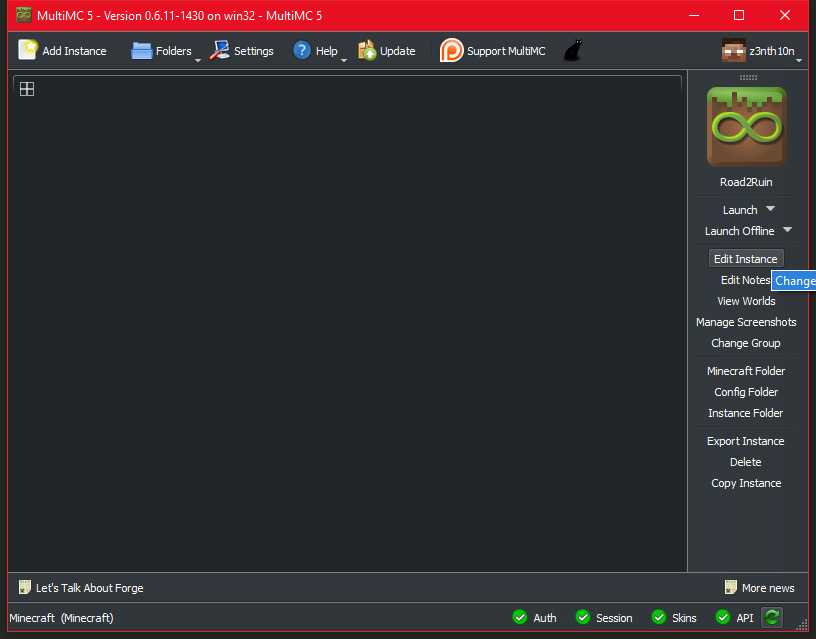 MultiMC 5 - Version 0.6.11-1430 on win32 - MultiMC 5
Add Instance Folders Settings Help Update Support MultiMC z3nth10n
Road2Ruin
Launch
Launch Offline
Edit Instance
Edit Notes
Change
View Worlds
Manage Screenshots
Change Group
Minecraft Folder
Config Folder
Instance Folder
Export Instance
Delete
Copy Instance
Let's Talk About Forge More news
Minecraft (Minecraft) Auth Session Skins API